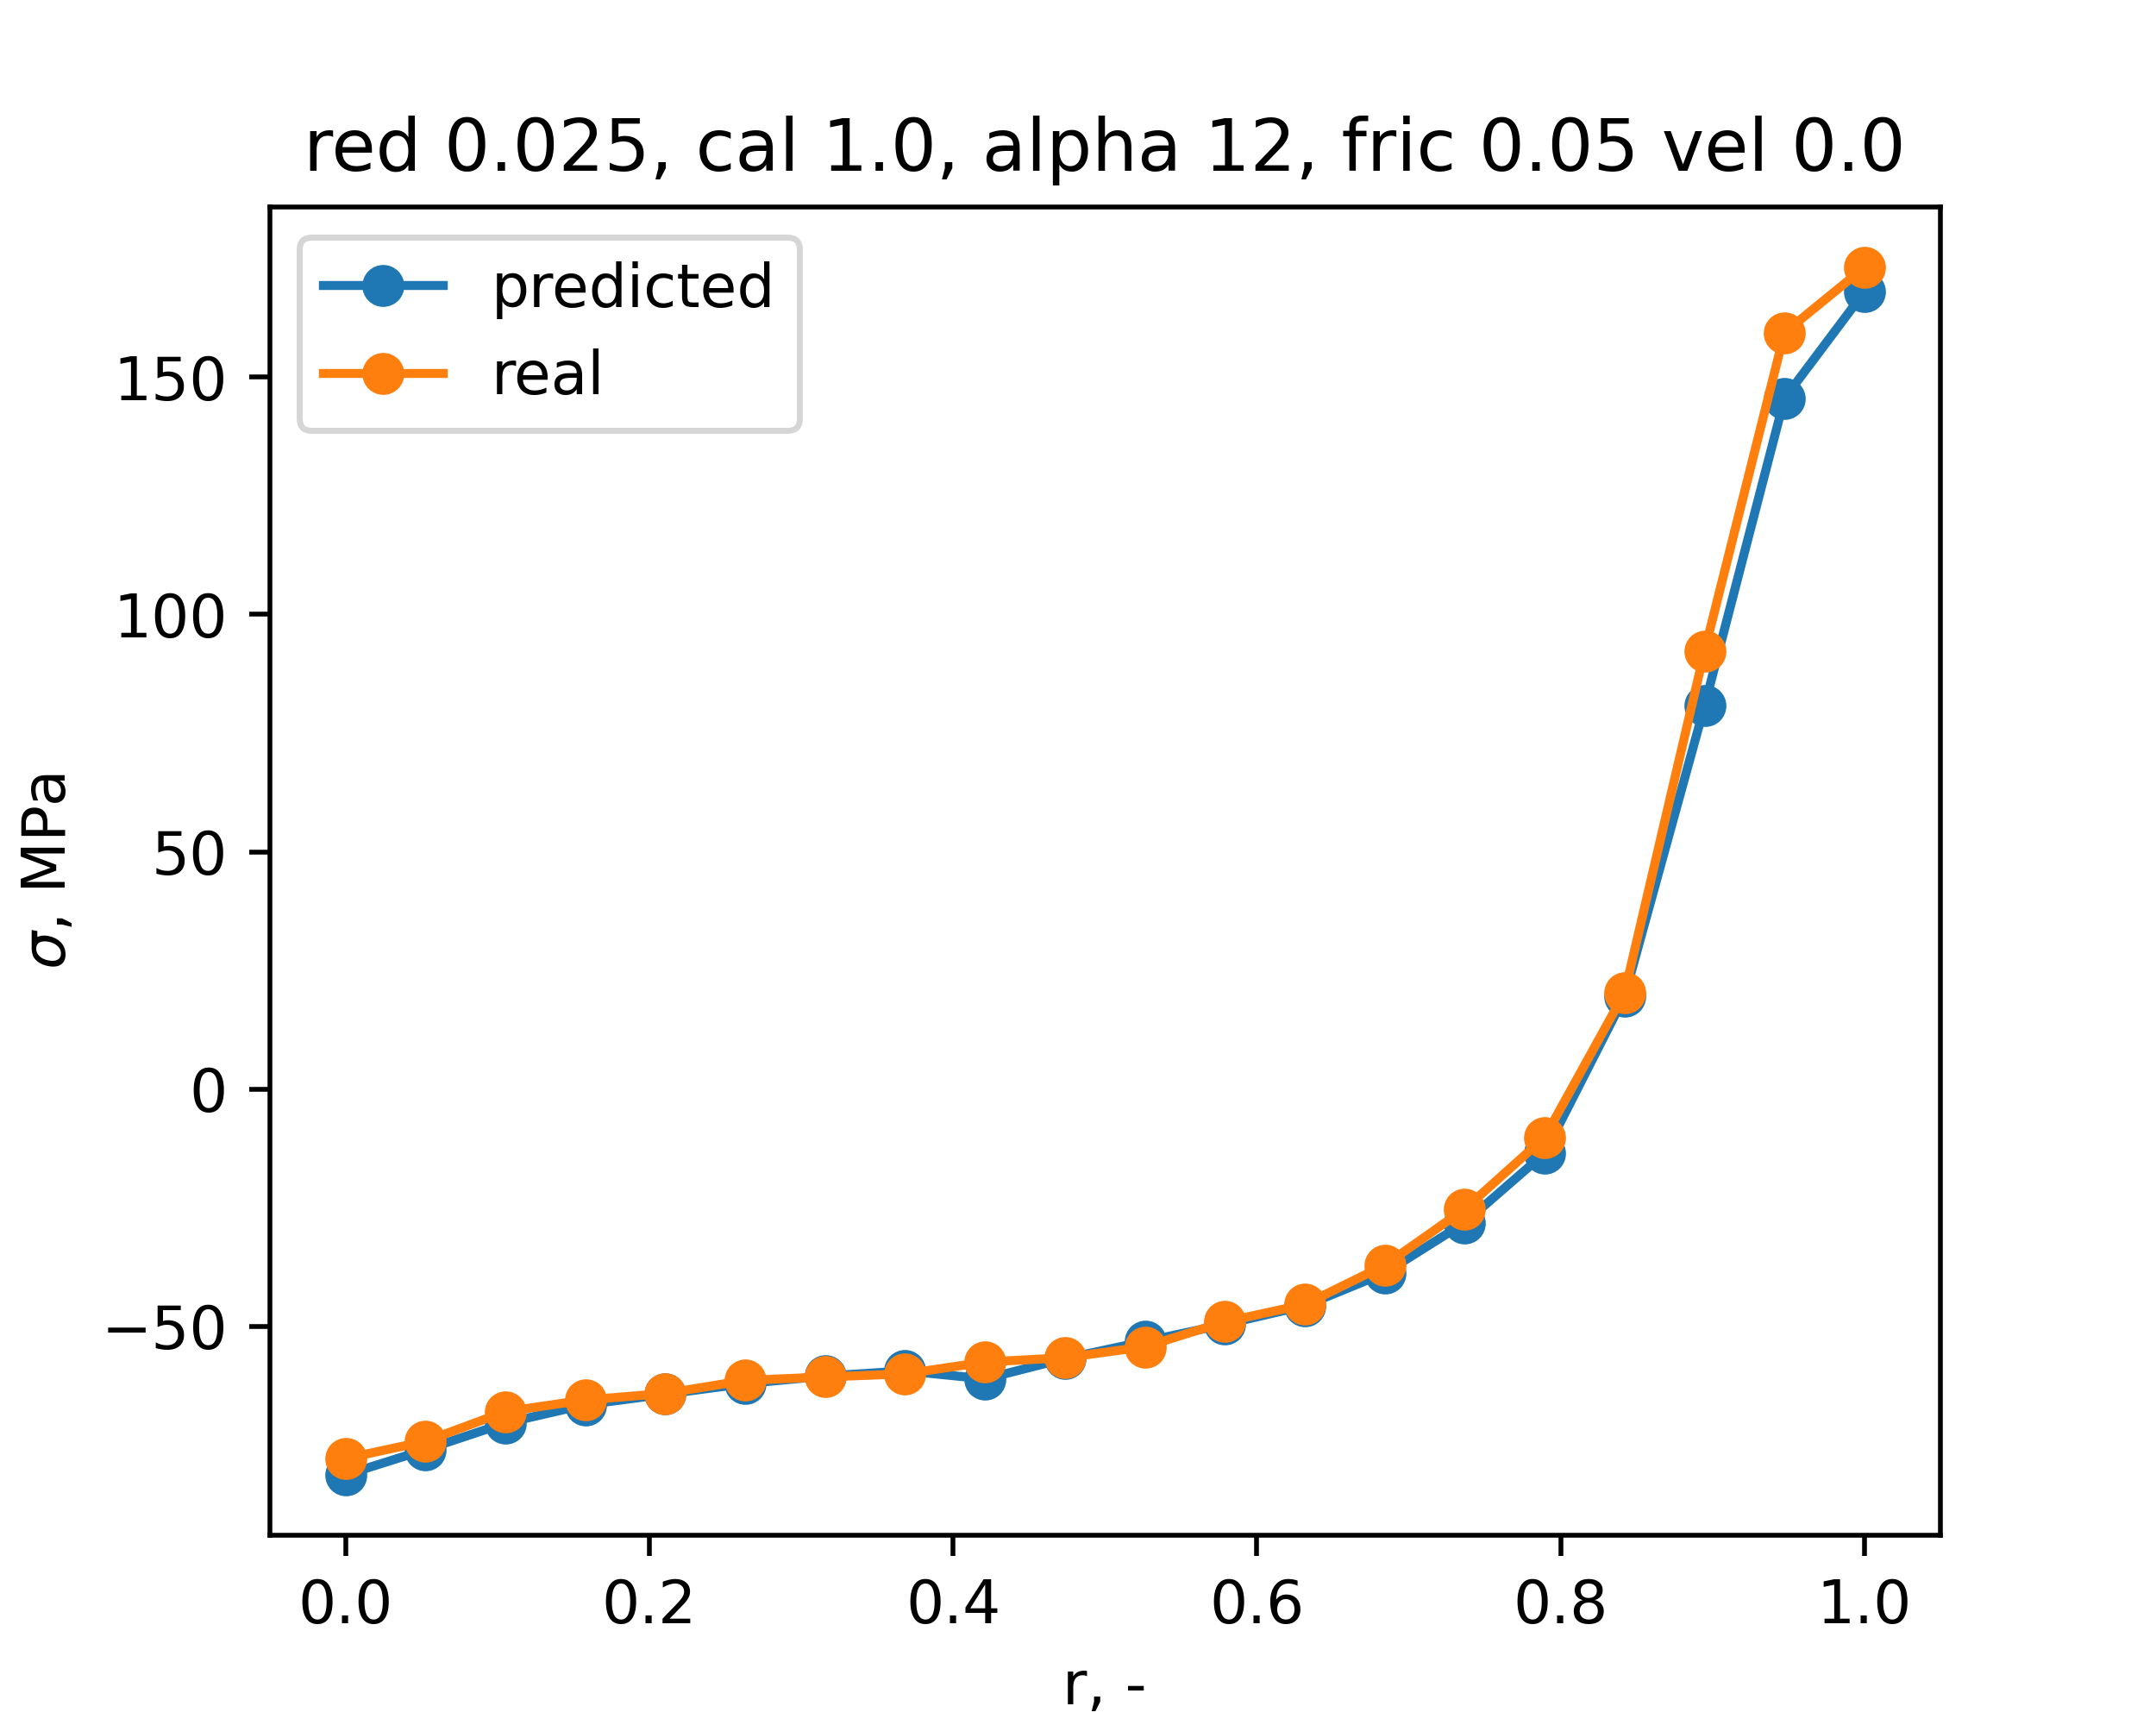 red 0.025, cal 1.0, alpha 12, fric 0.05 vel 0.0
predicted
real
150
100
50
0
−50
σ, MPa
0.0 0.2 0.4 0.6 0.8 1.0
r, -